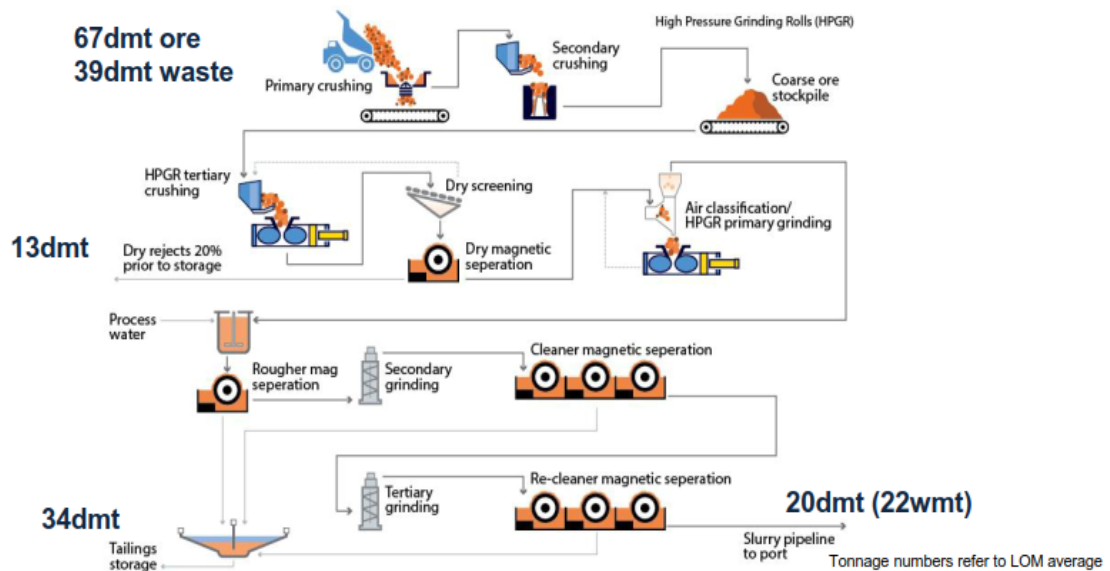 67dmt ore
39dmt waste
High Pressure Grinding Rolls (HPGR)
Primary crushing
Secondary
crushing
Coarse ore
stockpile
HPGR tertiary
crushing
Dry screening
Air classification/
HPGR primary grinding
13dmt
Dry rejects 20%
prior to storage
Dry magnetic
seperation
Process
water
Rougher mag
seperation
Secondary
grinding
Cleaner magnetic seperation
Tertiary
grinding
Re-cleaner magnetic seperation
34dmt
20dmt (22wmt)
Tailings
storage
Slurry pipeline
to port
Tonnage numbers refer to LOM average